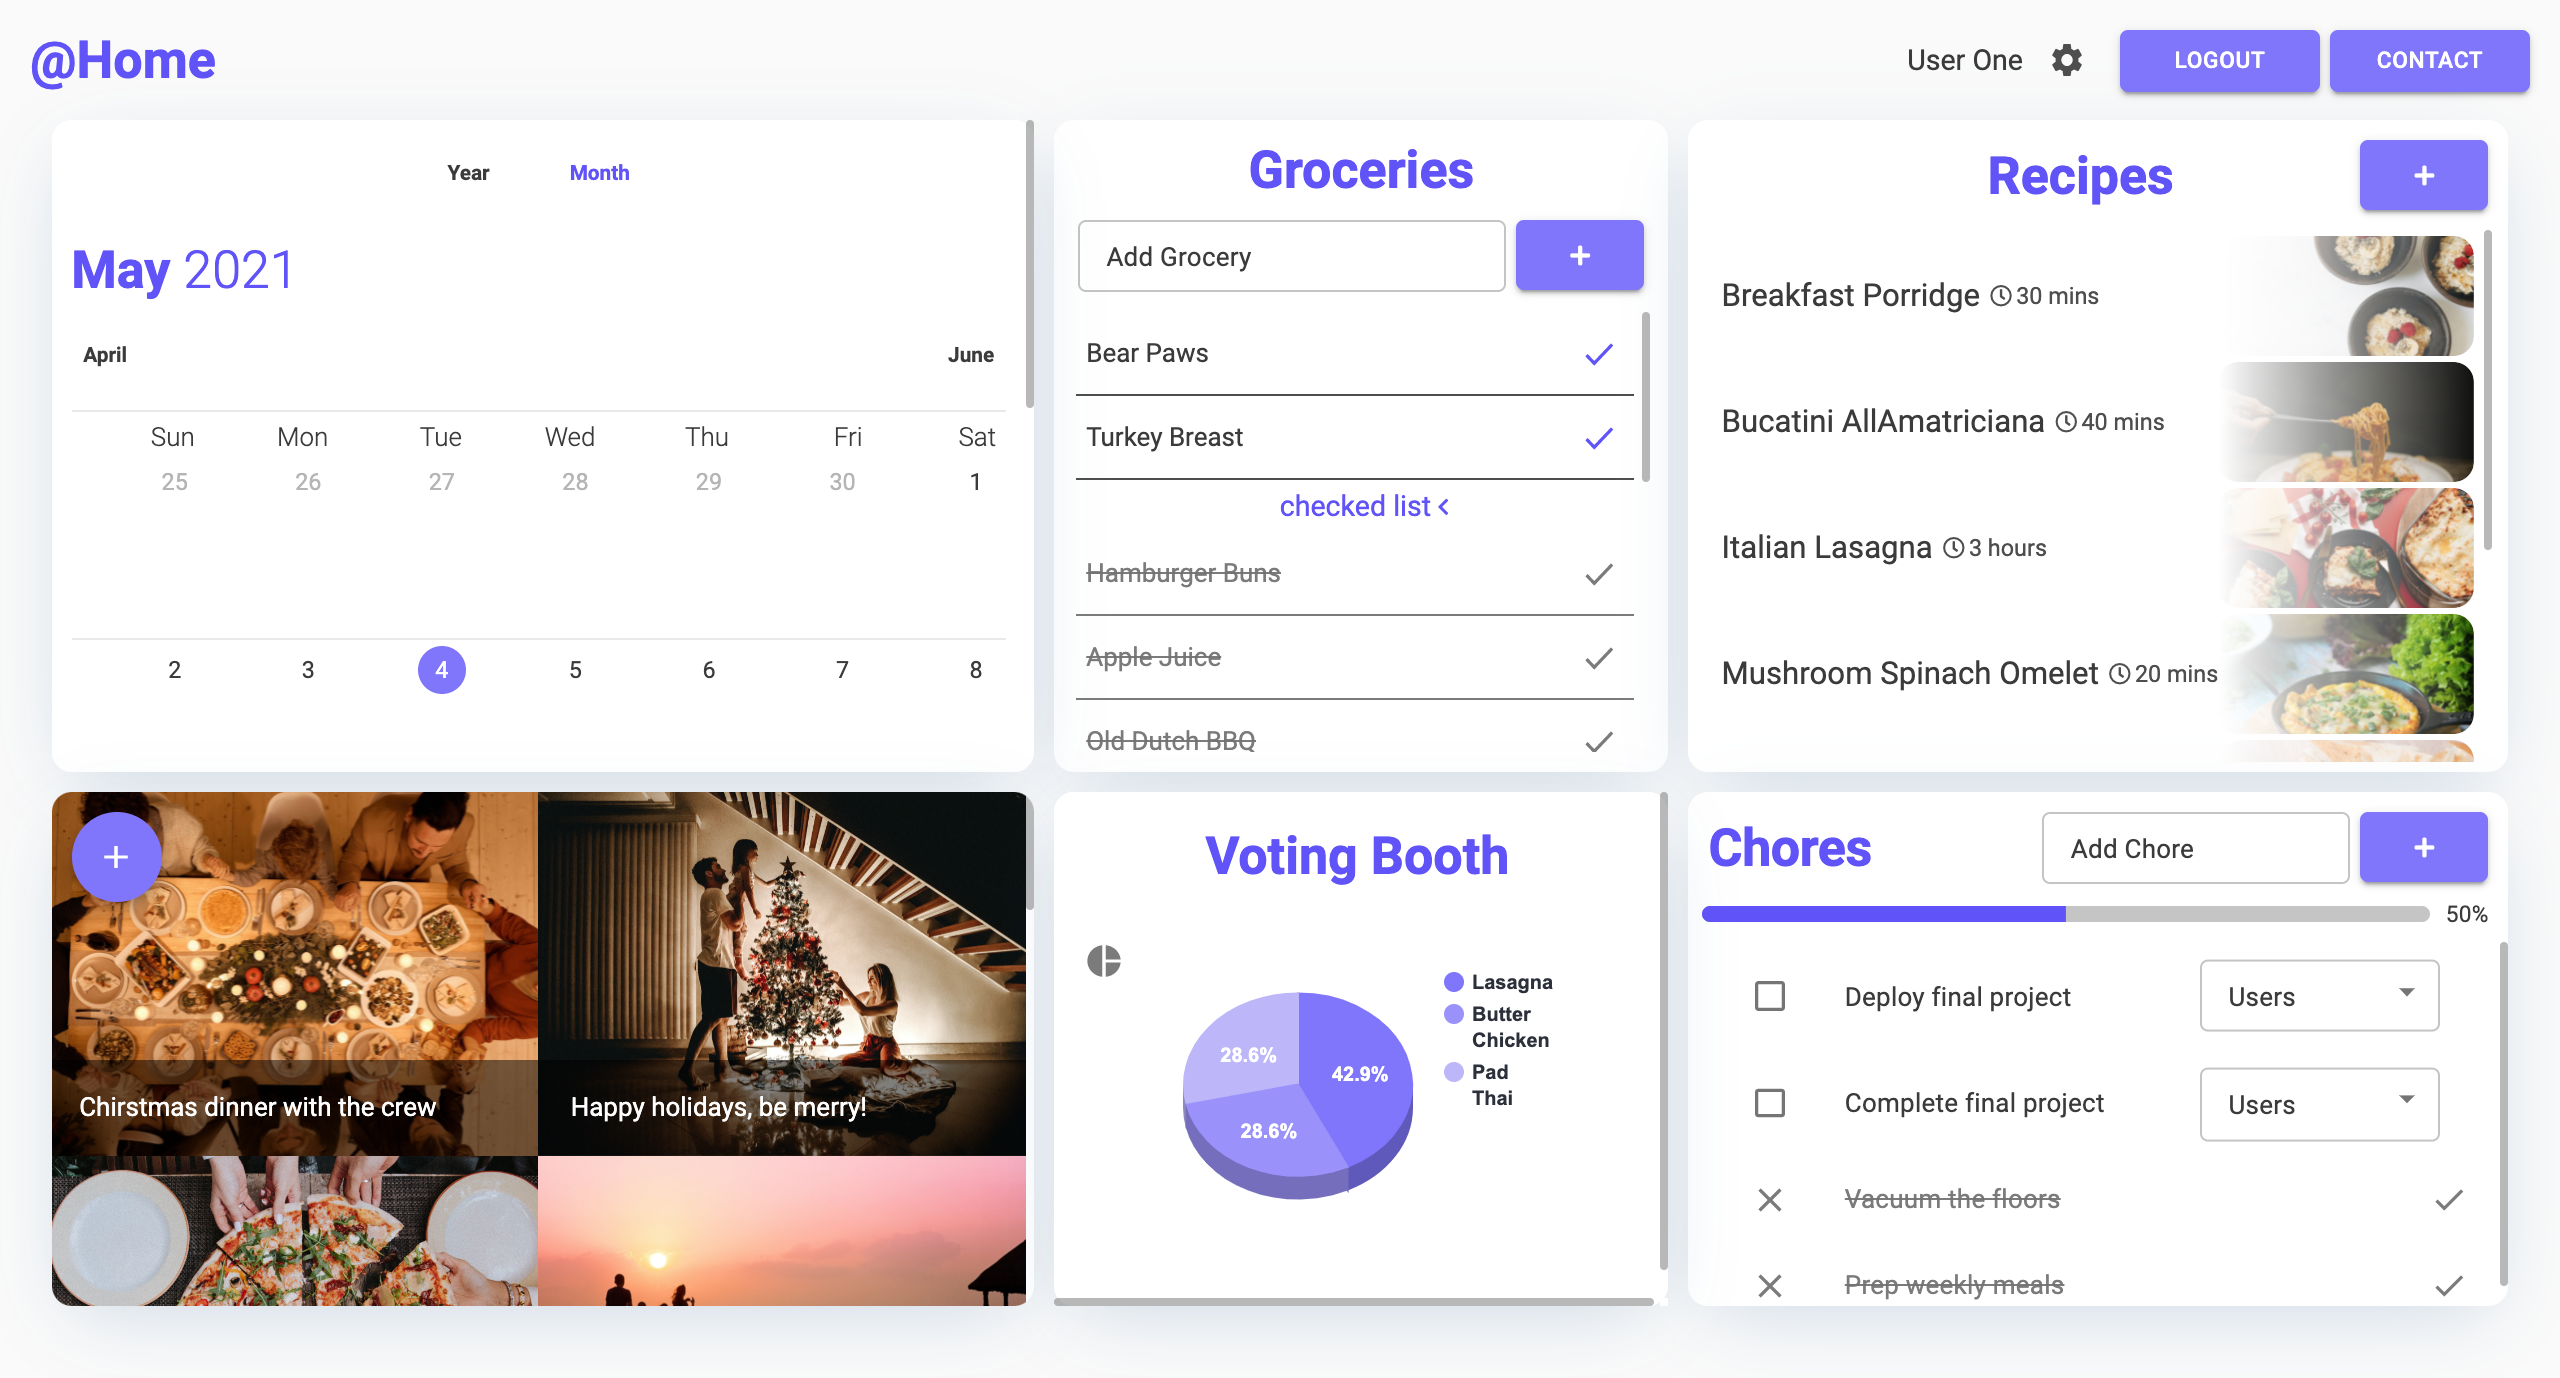 @Home
User One
LOGOUT
CONTACT
Year Month
May 2021
April June
Sun Mon Tue Wed Thu Fri Sat
25 26 27 28 29 30 1
2 3 4 5 6 7 8
Groceries
Add Grocery +
Bear Paws
Turkey Breast
checked list <
Hamburger Buns
Apple Juice
Old Dutch BBQ
Recipes +
Breakfast Porridge 30 mins
Bucatini AllAmatriciana 40 mins
Italian Lasagna 3 hours
Mushroom Spinach Omelet 20 mins
+
Chirstmas dinner with the crew
Happy holidays, be merry!
Voting Booth
28.6%
42.9%
28.6%
Lasagna
Butter
Chicken
Pad
Thai
Chores
Add Chore +
50%
Deploy final project Users
Complete final project Users
Vacuum the floors
Prep weekly meals